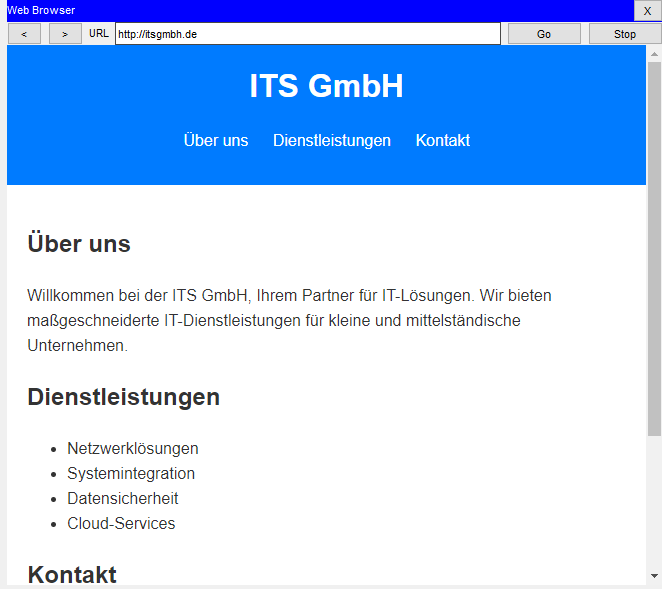 Web Browser X
< > URL http://itsgmbh.de Go Stop
ITS GmbH
Über uns Dienstleistungen Kontakt
Über uns
Willkommen bei der ITS GmbH, Ihrem Partner für IT-Lösungen. Wir bieten
maßgeschneiderte IT-Dienstleistungen für kleine und mittelständische
Unternehmen.
Dienstleistungen
• Netzwerklösungen
• Systemintegration
• Datensicherheit
• Cloud-Services
Kontakt